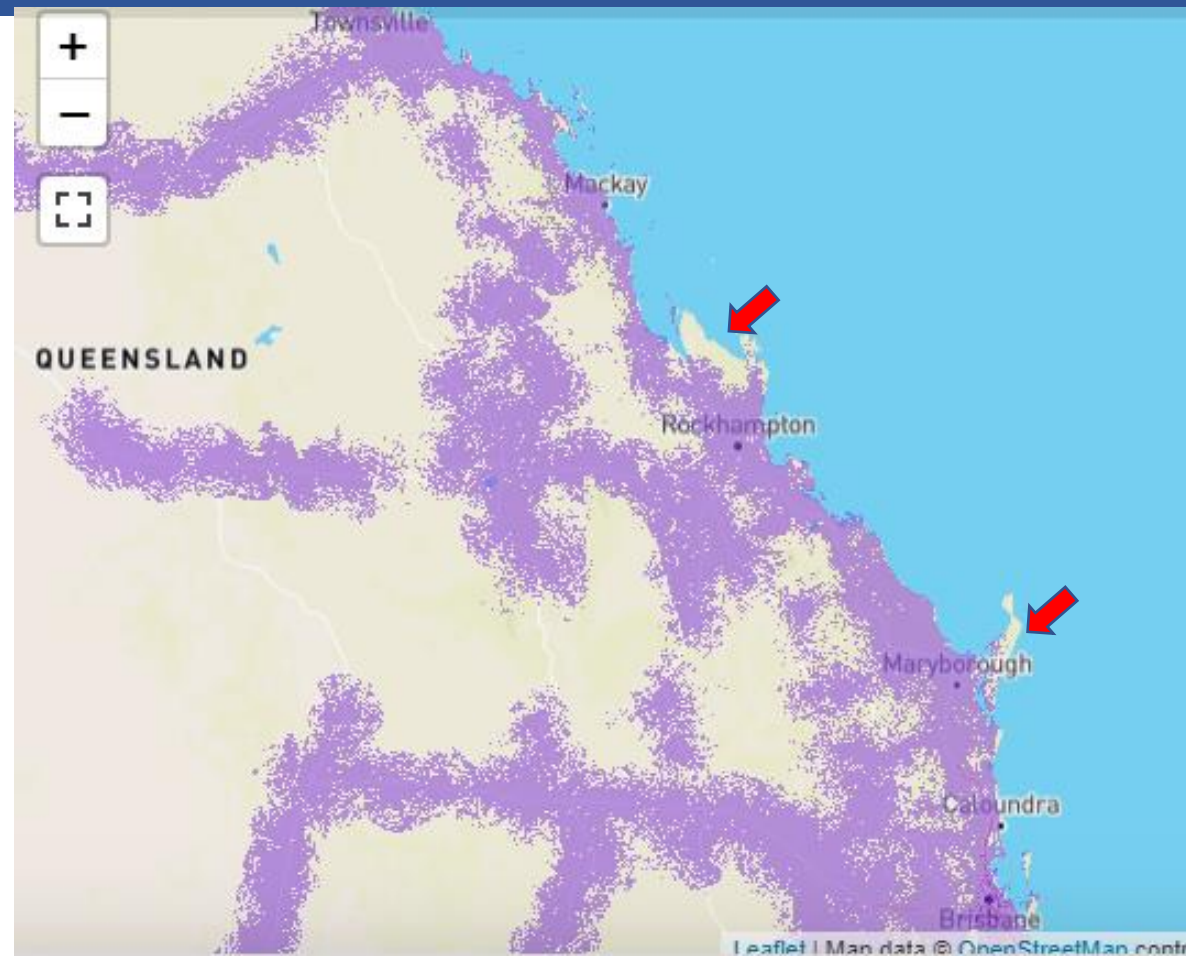 Townsville
+
−
Mackay
QUEENSLAND
Rockhampton
Maryborough
Caloundra
Brisbane
Leaflet | Map data © OpenStreetMap contr